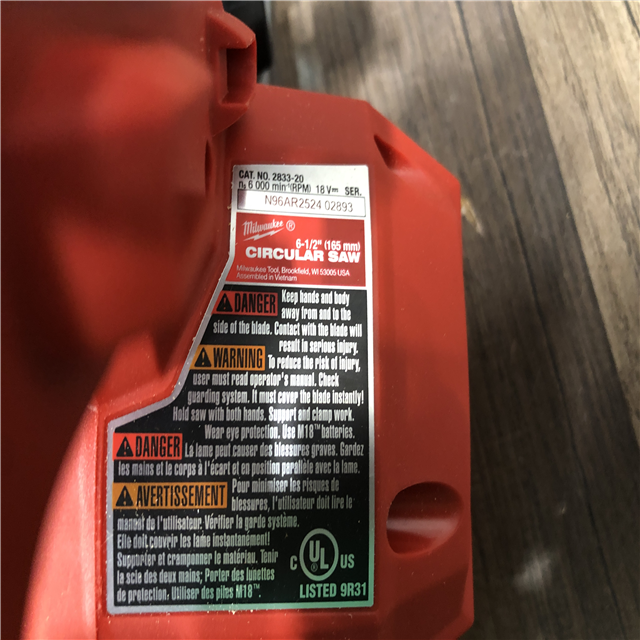 CAT. NO. 2833-20
n₀ 6 000 min⁻¹(RPM) 18 V⎓ SER.
N96AR2524 02893
Milwaukee ®
6-1/2" (165 mm)
CIRCULAR SAW
Milwaukee Tool, Brookfield, WI 53005 USA
Assembled in Vietnam
DANGER Keep hands and body
away from and to the
side of the blade. Contact with the blade will
result in serious injury.
WARNING To reduce the risk of injury,
user must read operator's manual. Check
guarding system. It must cover the blade instantly!
Hold saw with both hands. Support and clamp work.
Wear eye protection. Use M18™ batteries.
DANGER La lame peut causer des blessures graves. Gardez
les mains et le corps à l'écart et en position parallèle avec la lame.
AVERTISSEMENT Pour minimiser les risques de
blessures, l'utilisateur doit lire le
manuel de l'utilisateur. Vérifier la garde système.
Elle doit couvrir la lame instantanément!
Supporter et cramponner le matériau. Tenir
la scie des deux mains; Porter des lunettes
de protection. Utiliser des piles M18™.
C UL US
LISTED 9R31